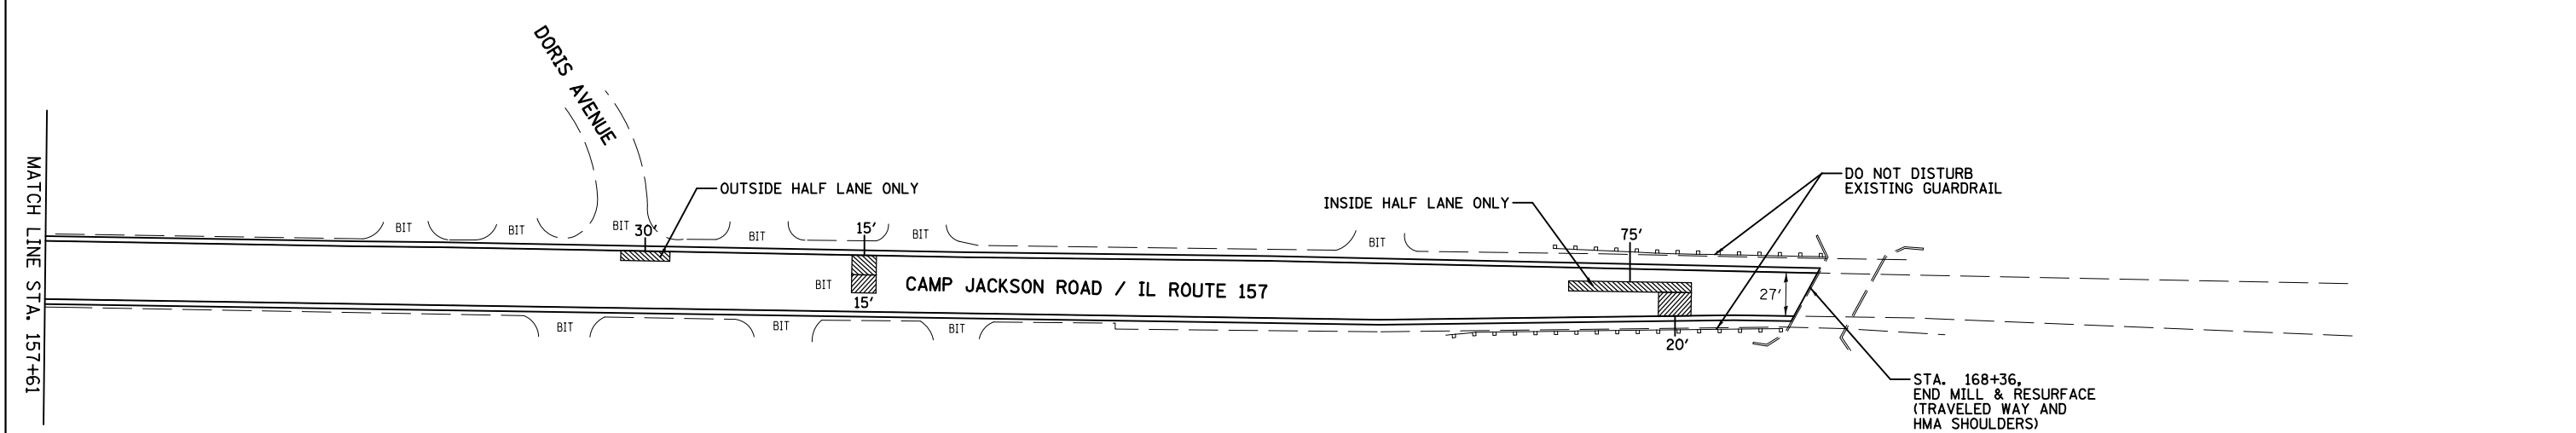 MATCH LINE STA. 157+61
DORIS AVENUE
OUTSIDE HALF LANE ONLY
BIT
BIT
BIT
30'
BIT
15'
BIT
BIT
15'
CAMP JACKSON ROAD / IL ROUTE 157
BIT
BIT
BIT
INSIDE HALF LANE ONLY
BIT
75'
DO NOT DISTURB
EXISTING GUARDRAIL
27'
20'
STA. 168+36,
END MILL & RESURFACE
(TRAVELED WAY AND
HMA SHOULDERS)